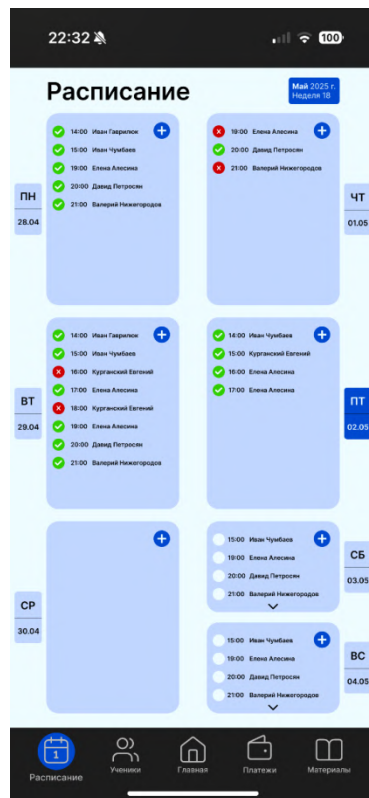 22:32
100
Расписание
Май 2025 г.
Неделя 18
ПН
28.04
14:00 Иван Гаврилюк
15:00 Иван Чумбаев
19:00 Елена Алесина
20:00 Давид Петросян
21:00 Валерий Нижегородов
ВТ
29.04
14:00 Иван Гаврилюк
15:00 Иван Чумбаев
16:00 Курганский Евгений
17:00 Елена Алесина
18:00 Курганский Евгений
19:00 Елена Алесина
20:00 Давид Петросян
21:00 Валерий Нижегородов
СР
30.04
ЧТ
01.05
19:00 Елена Алесина
20:00 Давид Петросян
21:00 Валерий Нижегородов
ПТ
02.05
14:00 Иван Чумбаев
15:00 Курганский Евгений
16:00 Елена Алесина
17:00 Елена Алесина
СБ
03.05
15:00 Иван Чумбаев
19:00 Елена Алесина
20:00 Давид Петросян
21:00 Валерий Нижегородов
ВС
04.05
15:00 Иван Чумбаев
19:00 Елена Алесина
20:00 Давид Петросян
21:00 Валерий Нижегородов
1
Расписание
Ученики
Главная
Платежи
Материалы